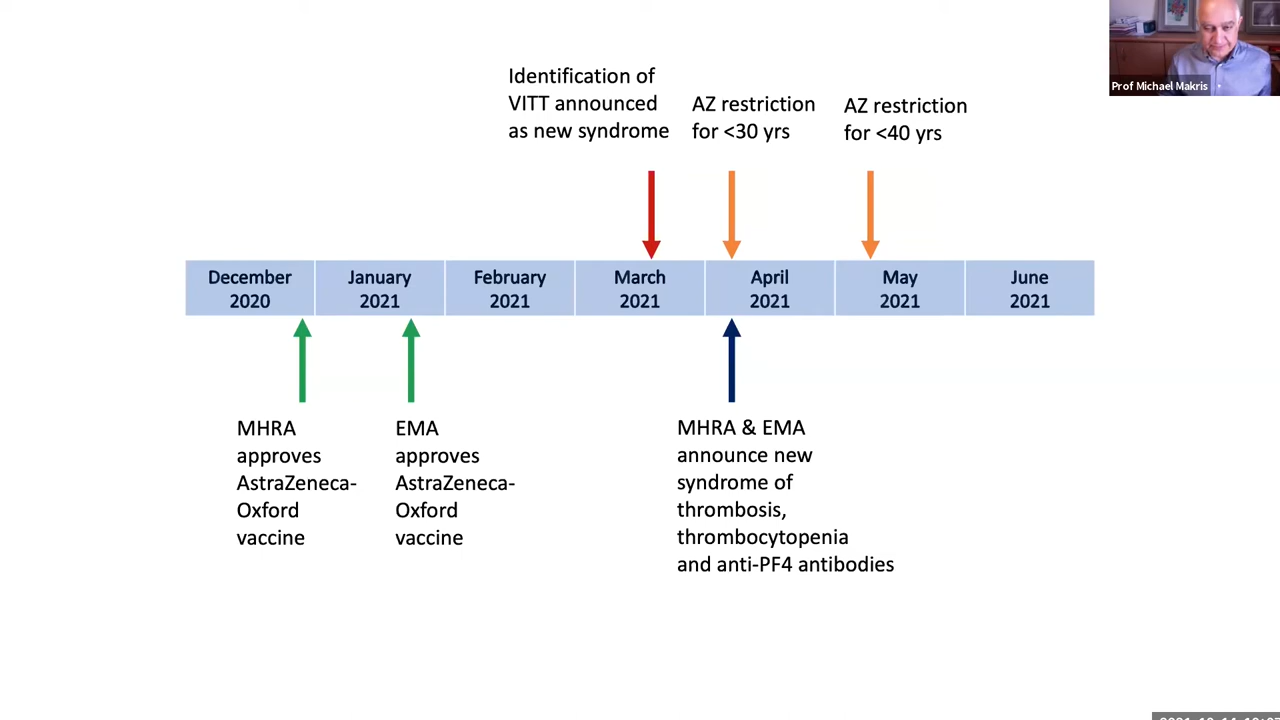 Prof Michael Makris
Identification of
VITT announced
as new syndrome
AZ restriction
for <30 yrs
AZ restriction
for <40 yrs
December
2020
January
2021
February
2021
March
2021
April
2021
May
2021
June
2021
MHRA
approves
AstraZeneca-
Oxford
vaccine
EMA
approves
AstraZeneca-
Oxford
vaccine
MHRA & EMA
announce new
syndrome of
thrombosis,
thrombocytopenia
and anti-PF4 antibodies